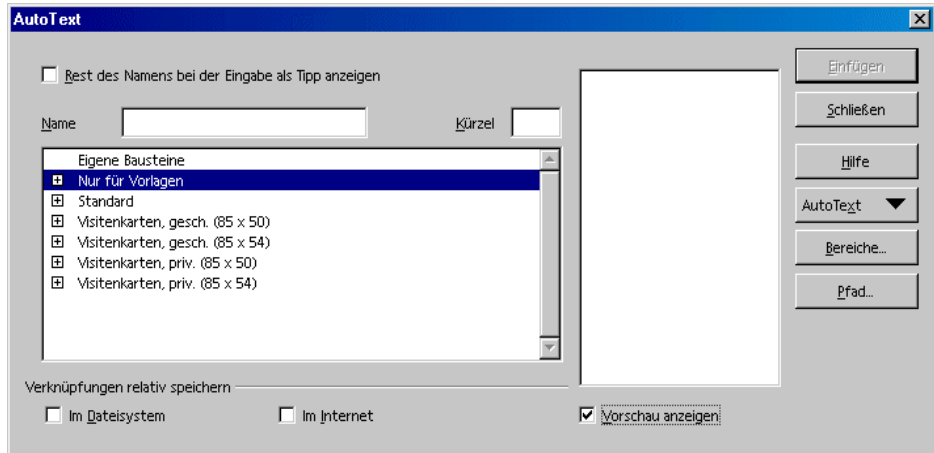 AutoText
Rest des Namens bei der Eingabe als Tipp anzeigen
Name
Kürzel
Eigene Bausteine
Nur für Vorlagen
Standard
Visitenkarten, gesch. (85 x 50)
Visitenkarten, gesch. (85 x 54)
Visitenkarten, priv. (85 x 50)
Visitenkarten, priv. (85 x 54)
Verknüpfungen relativ speichern
Im Dateisystem
Im Internet
Vorschau anzeigen
Einfügen
Schließen
Hilfe
AutoText
Bereiche...
Pfad...